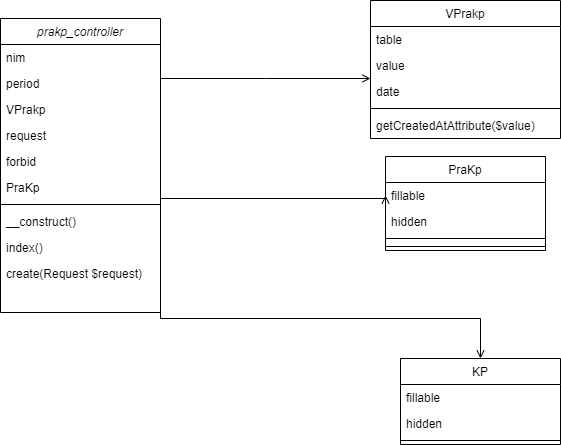 prakp_controller
nim
period
VPrakp
request
forbid
PraKp
__construct()
index()
create(Request $request)
VPrakp
table
value
date
getCreatedAtAttribute($value)
PraKp
fillable
hidden
KP
fillable
hidden